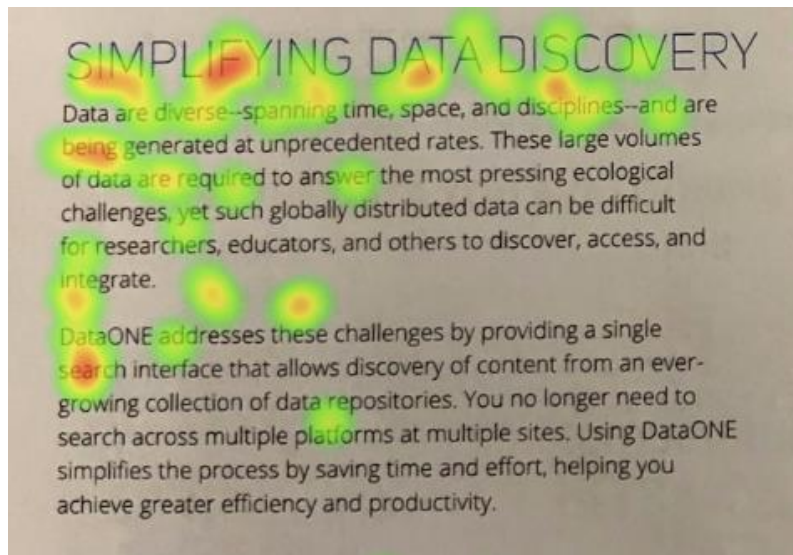 SIMPLIFYING DATA DISCOVERY
Data are diverse--spanning time, space, and disciplines--and are
being generated at unprecedented rates. These large volumes
of data are required to answer the most pressing ecological
challenges, yet such globally distributed data can be difficult
for researchers, educators, and others to discover, access, and
integrate.
DataONE addresses these challenges by providing a single
search interface that allows discovery of content from an ever-
growing collection of data repositories. You no longer need to
search across multiple platforms at multiple sites. Using DataONE
simplifies the process by saving time and effort, helping you
achieve greater efficiency and productivity.